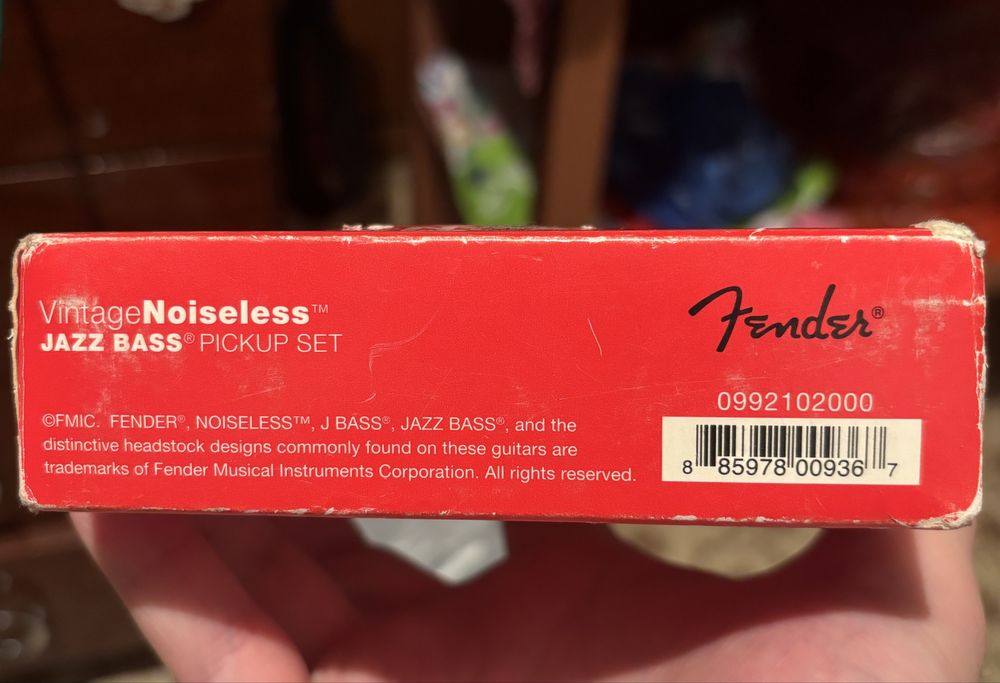 VintageNoiseless™
JAZZ BASS® PICKUP SET
©FMIC. FENDER®, NOISELESS™, J BASS®, JAZZ BASS®, and the
distinctive headstock designs commonly found on these guitars are
trademarks of Fender Musical Instruments Corporation. All rights reserved.
Fender®
0992102000
8 85978 00936 7